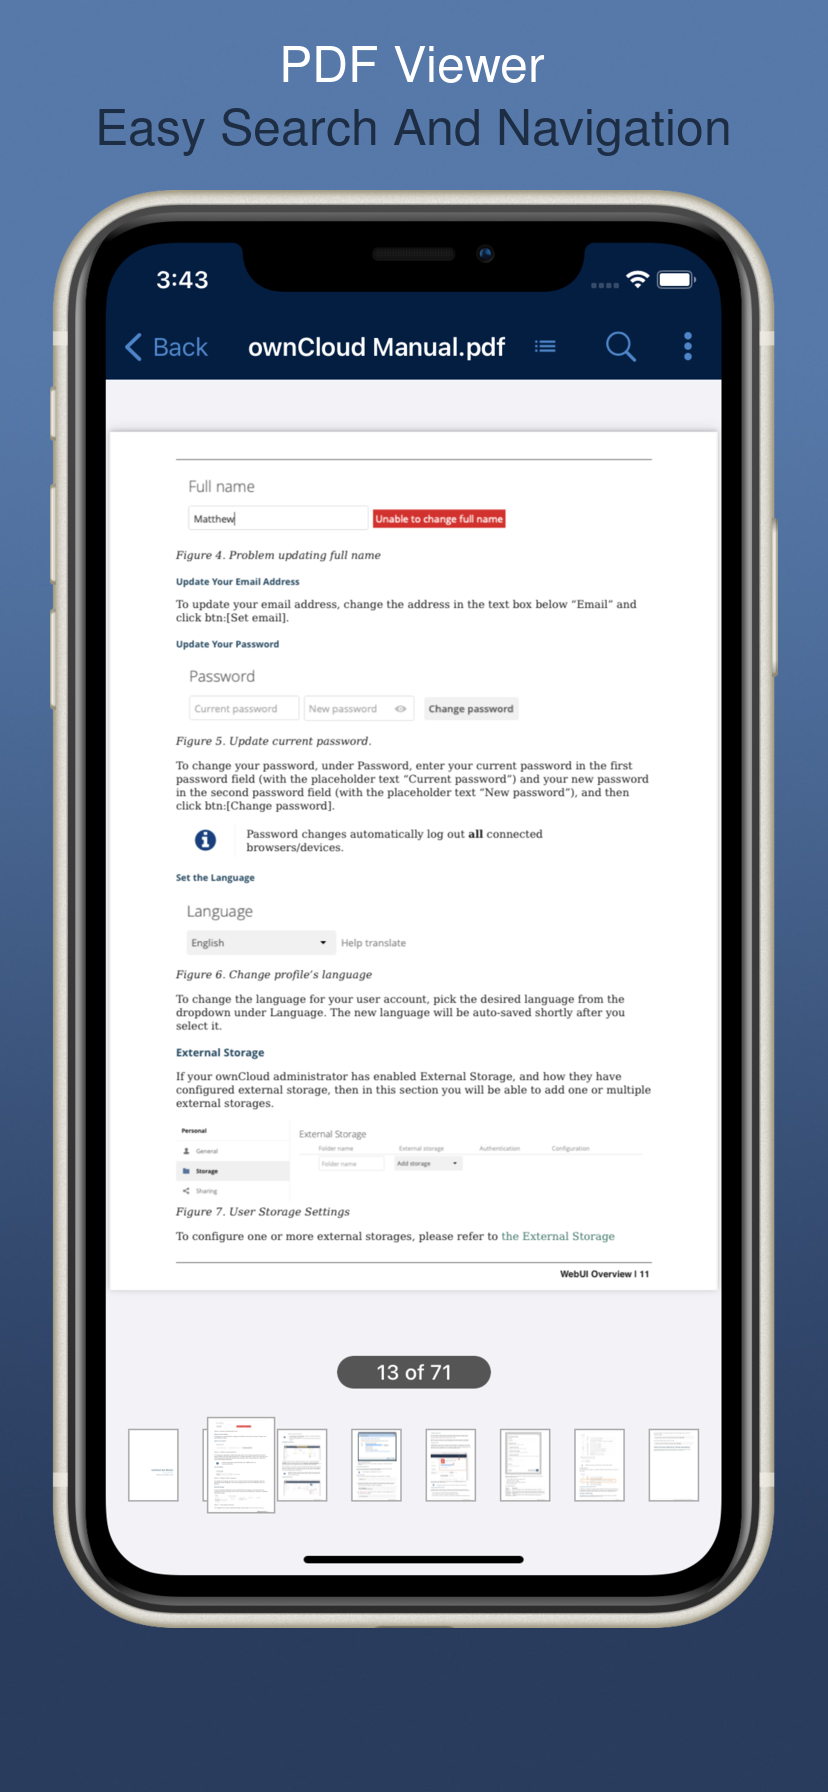 PDF Viewer
Easy Search And Navigation
3:43
Back
ownCloud Manual.pdf
Full name
Matthew
Unable to change full name
Figure 4. Problem updating full name
Update Your Email Address
To update your email address, change the address in the text box below “Email” and
click btn:[Set email].
Update Your Password
Password
Current password
New password
Change password
Figure 5. Update current password.
To change your password, under Password, enter your current password in the first
password field (with the placeholder text “Current password”) and your new password
in the second password field (with the placeholder text “New password”), and then
click btn:[Change password].
Password changes automatically log out all connected
browsers/devices.
Set the Language
Language
English
Help translate
Figure 6. Change profile’s language
To change the language for your user account, pick the desired language from the
dropdown under Language. The new language will be auto-saved shortly after you
select it.
External Storage
If your ownCloud administrator has enabled External Storage, and how they have
configured external storage, then in this section you will be able to add one or multiple
external storages.
Personal
General
Storage
Sharing
External Storage
Folder name External storage Authentication Configuration
Folder name Add storage
Figure 7. User Storage Settings
To configure one or more external storages, please refer to the External Storage
WebUI Overview | 11
13 of 71